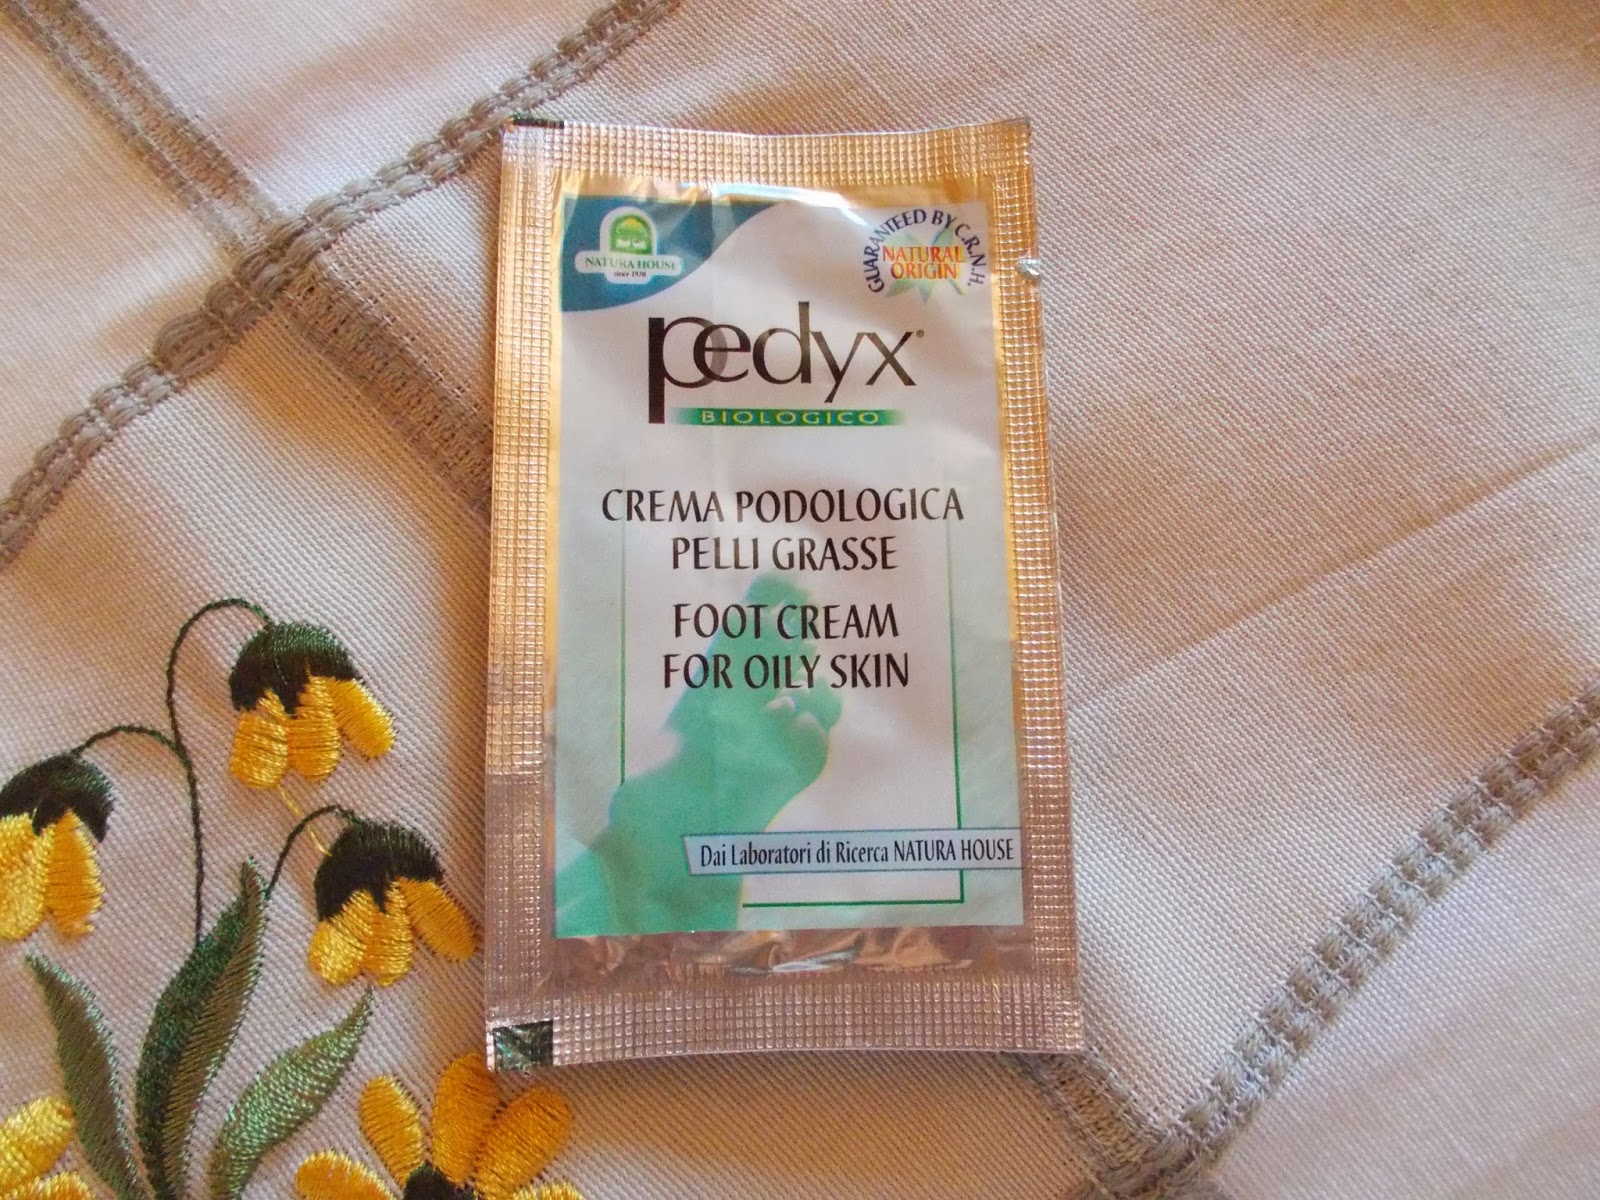 NATURA HOUSE
since 1970
GUARANTEED BY C.R.N.H.
NATURAL
ORIGIN
pedyx®
BIOLOGICO
CREMA PODOLOGICA
PELLI GRASSE
FOOT CREAM
FOR OILY SKIN
Dai Laboratori di Ricerca NATURA HOUSE